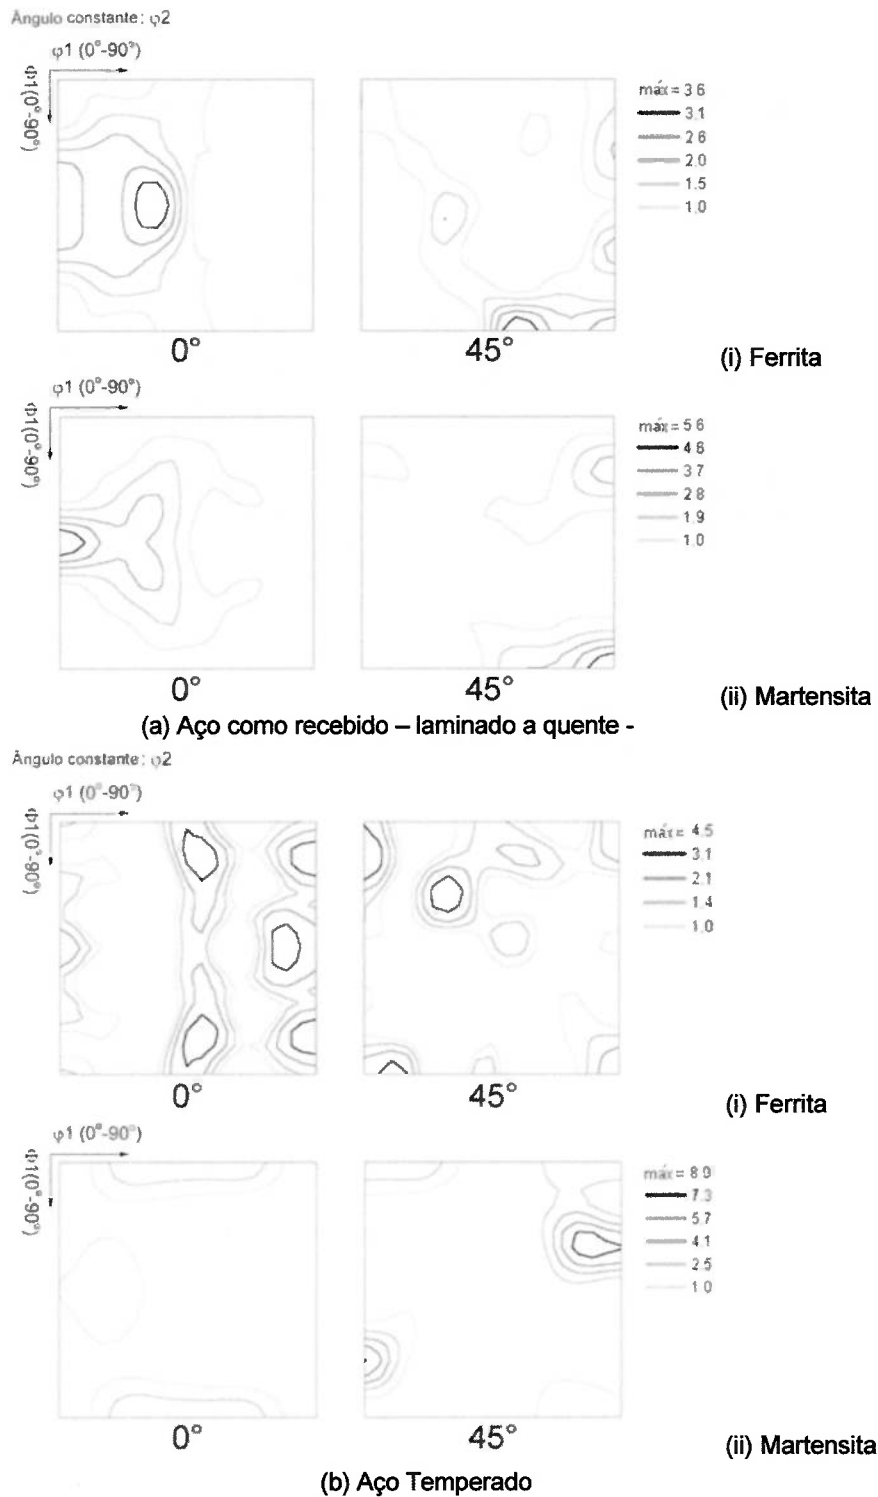 Ângulo constante: φ2
φ1 (0°-90°)
Φ1(0°-90°)
máx = 3.6
3.1
2.6
2.0
1.5
1.0
0°
45°
(i) Ferrita
φ1 (0°-90°)
Φ1(0°-90°)
máx = 5.6
4.6
3.7
2.8
1.9
1.0
0°
45°
(ii) Martensita
(a) Aço como recebido – laminado a quente -
Ângulo constante: φ2
φ1 (0°-90°)
Φ1(0°-90°)
máx = 4.5
3.1
2.1
1.4
1.0
0°
45°
(i) Ferrita
φ1 (0°-90°)
Φ1(0°-90°)
máx = 8.9
7.3
5.7
4.1
2.5
1.0
0°
45°
(ii) Martensita
(b) Aço Temperado